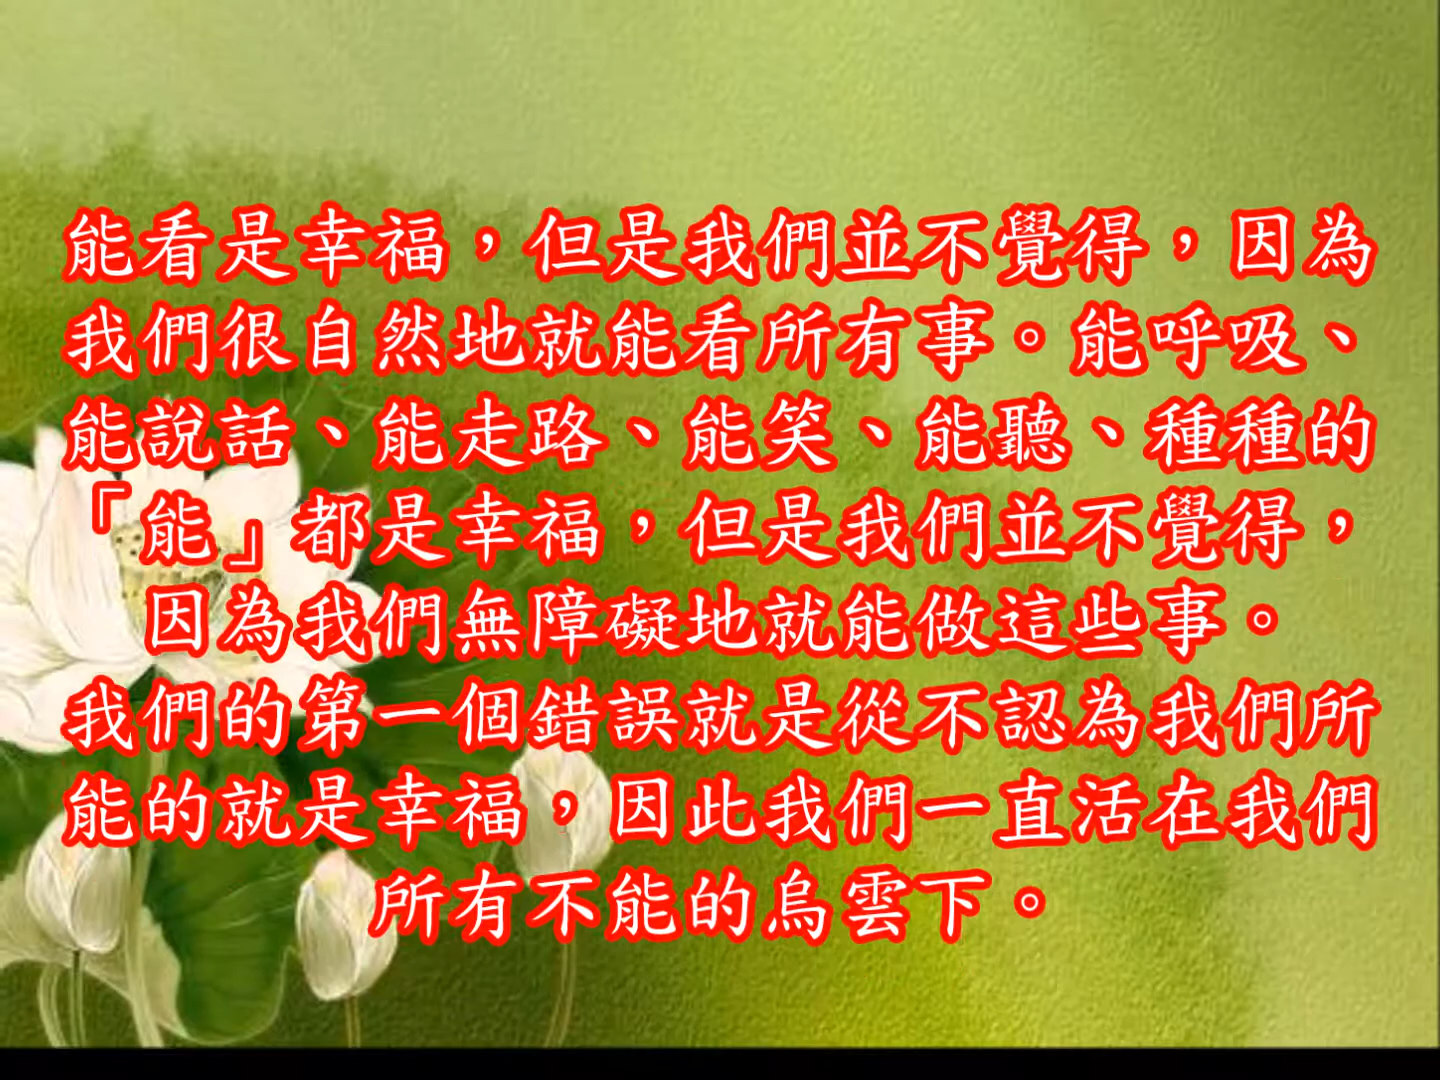 能看是幸福，但是我們並不覺得，因為
我們很自然地就能看所有事。能呼吸、
能說話、能走路、能笑、能聽、種種的
「能」都是幸福，但是我們並不覺得，
因為我們無障礙地就能做這些事。
我們的第一個錯誤就是從不認為我們所
能的就是幸福，因此我們一直活在我們
所有不能的烏雲下。